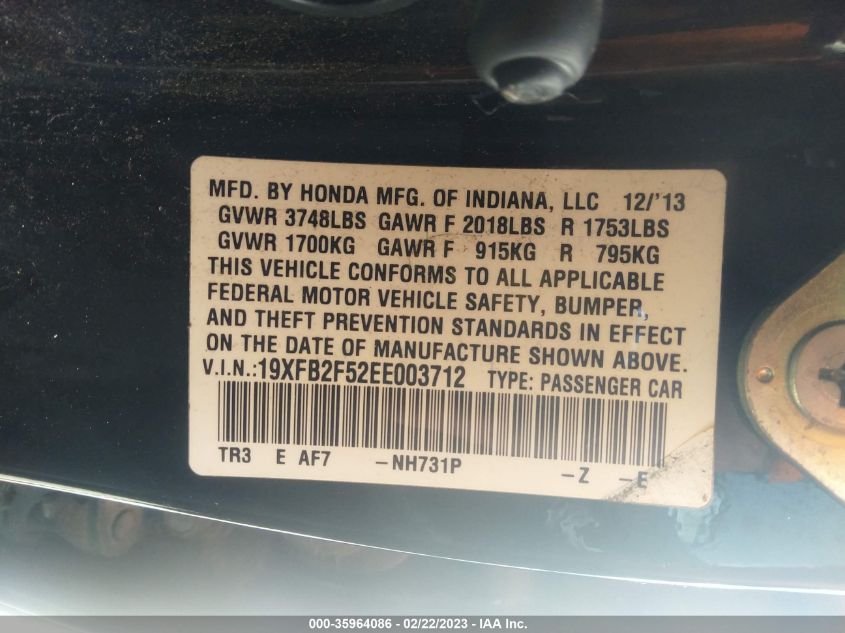 MFD. BY HONDA MFG. OF INDIANA, LLC 12/'13
GVWR 3748LBS GAWR F 2018LBS R 1753LBS
GVWR 1700KG GAWR F 915KG R 795KG
THIS VEHICLE CONFORMS TO ALL APPLICABLE
FEDERAL MOTOR VEHICLE SAFETY, BUMPER,
AND THEFT PREVENTION STANDARDS IN EFFECT
ON THE DATE OF MANUFACTURE SHOWN ABOVE.
V.I.N.:19XFB2F52EE003712 TYPE: PASSENGER CAR
TR3 E AF7 -NH731P -Z -E
000-35964086 - 02/22/2023 - IAA Inc.